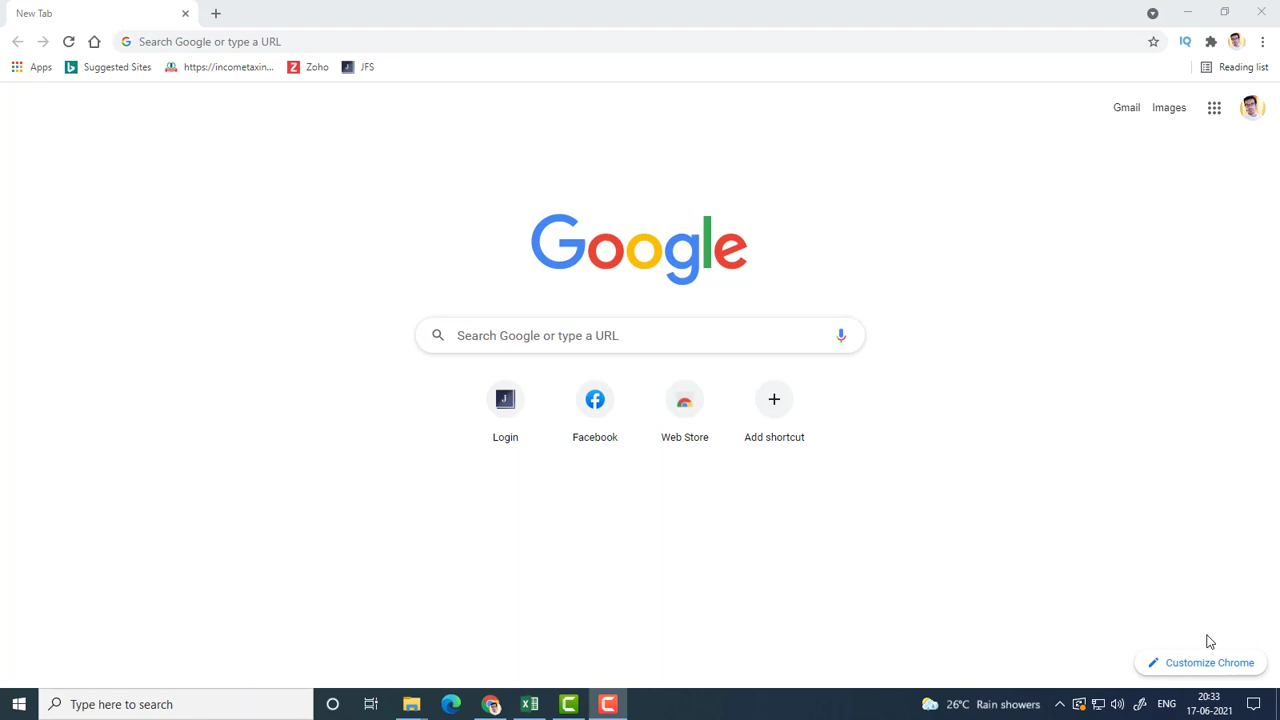 New Tab
Search Google or type a URL
Apps Suggested Sites https://incometaxin... Zoho JFS Reading list
Gmail Images
Google
Search Google or type a URL
Login Facebook Web Store Add shortcut
Customize Chrome
Type here to search 26°C Rain showers ENG 20:33
17-06-2021